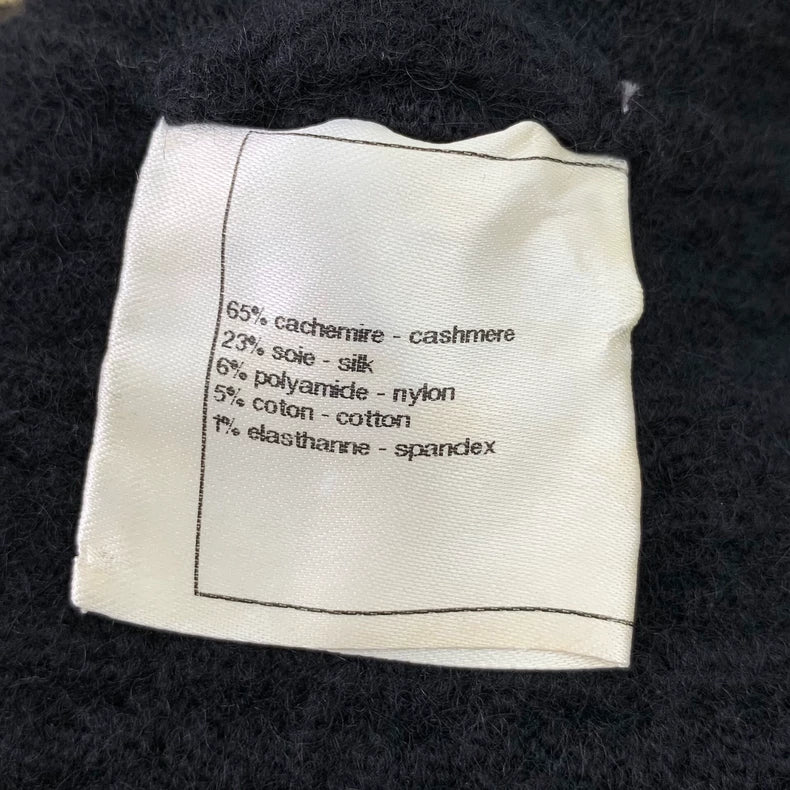 65% cachemire - cashmere
23% soie - silk
6% polyamide - nylon
5% coton - cotton
1% elasthanne - spandex